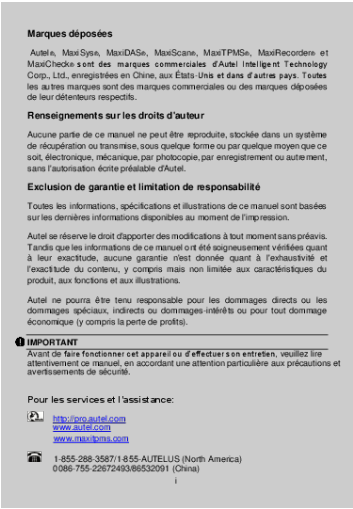 Marques déposées
Autel®, MaxiSys®, MaxiDAS®, MaxiScan®, MaxiTPMS®, MaxiRecorder® et
MaxiCheck® sont des marques commerciales d'Autel Intelligent Technology
Corp., Ltd., enregistrées en Chine, aux États-Unis et dans d'autres pays. Toutes
les autres marques sont des marques commerciales ou des marques déposées
de leur détenteurs respectifs.
Renseignements sur les droits d'auteur
Aucune partie de ce manuel ne peut être reproduite, stockée dans un système
de récupération ou transmise, sous quelque forme ou par quelque moyen que ce
soit, électronique, mécanique, par photocopie, par enregistrement ou autrement,
sans l'autorisation écrite préalable d'Autel.
Exclusion de garantie et limitation de responsabilité
Toutes les informations, spécifications et illustrations de ce manuel sont basées
sur les dernières informations disponibles au moment de l'impression.
Autel se réserve le droit d'apporter des modifications à tout moment sans préavis.
Tandis que les informations de ce manuel ont été soigneusement vérifiées quant
à leur exactitude, aucune garantie n'est donnée quant à l'exhaustivité et
l'exactitude du contenu, y compris mais non limitée aux caractéristiques du
produit, aux fonctions et aux illustrations.
Autel ne pourra être tenu responsable pour les dommages directs ou les
dommages spéciaux, indirects ou dommages-intérêts ou pour tout dommage
économique (y compris la perte de profits).
IMPORTANT
Avant de faire fonctionner cet appareil ou d'effectuer son entretien, veuillez lire
attentivement ce manuel, en accordant une attention particulière aux précautions et
avertissements de sécurité.
Pour les services et l'assistance:
http://pro.autel.com
www.autel.com
www.maxitpms.com
1-855-288-3587/1-855-AUTELUS (North America)
0086-755-22672493/86532091 (China)
i